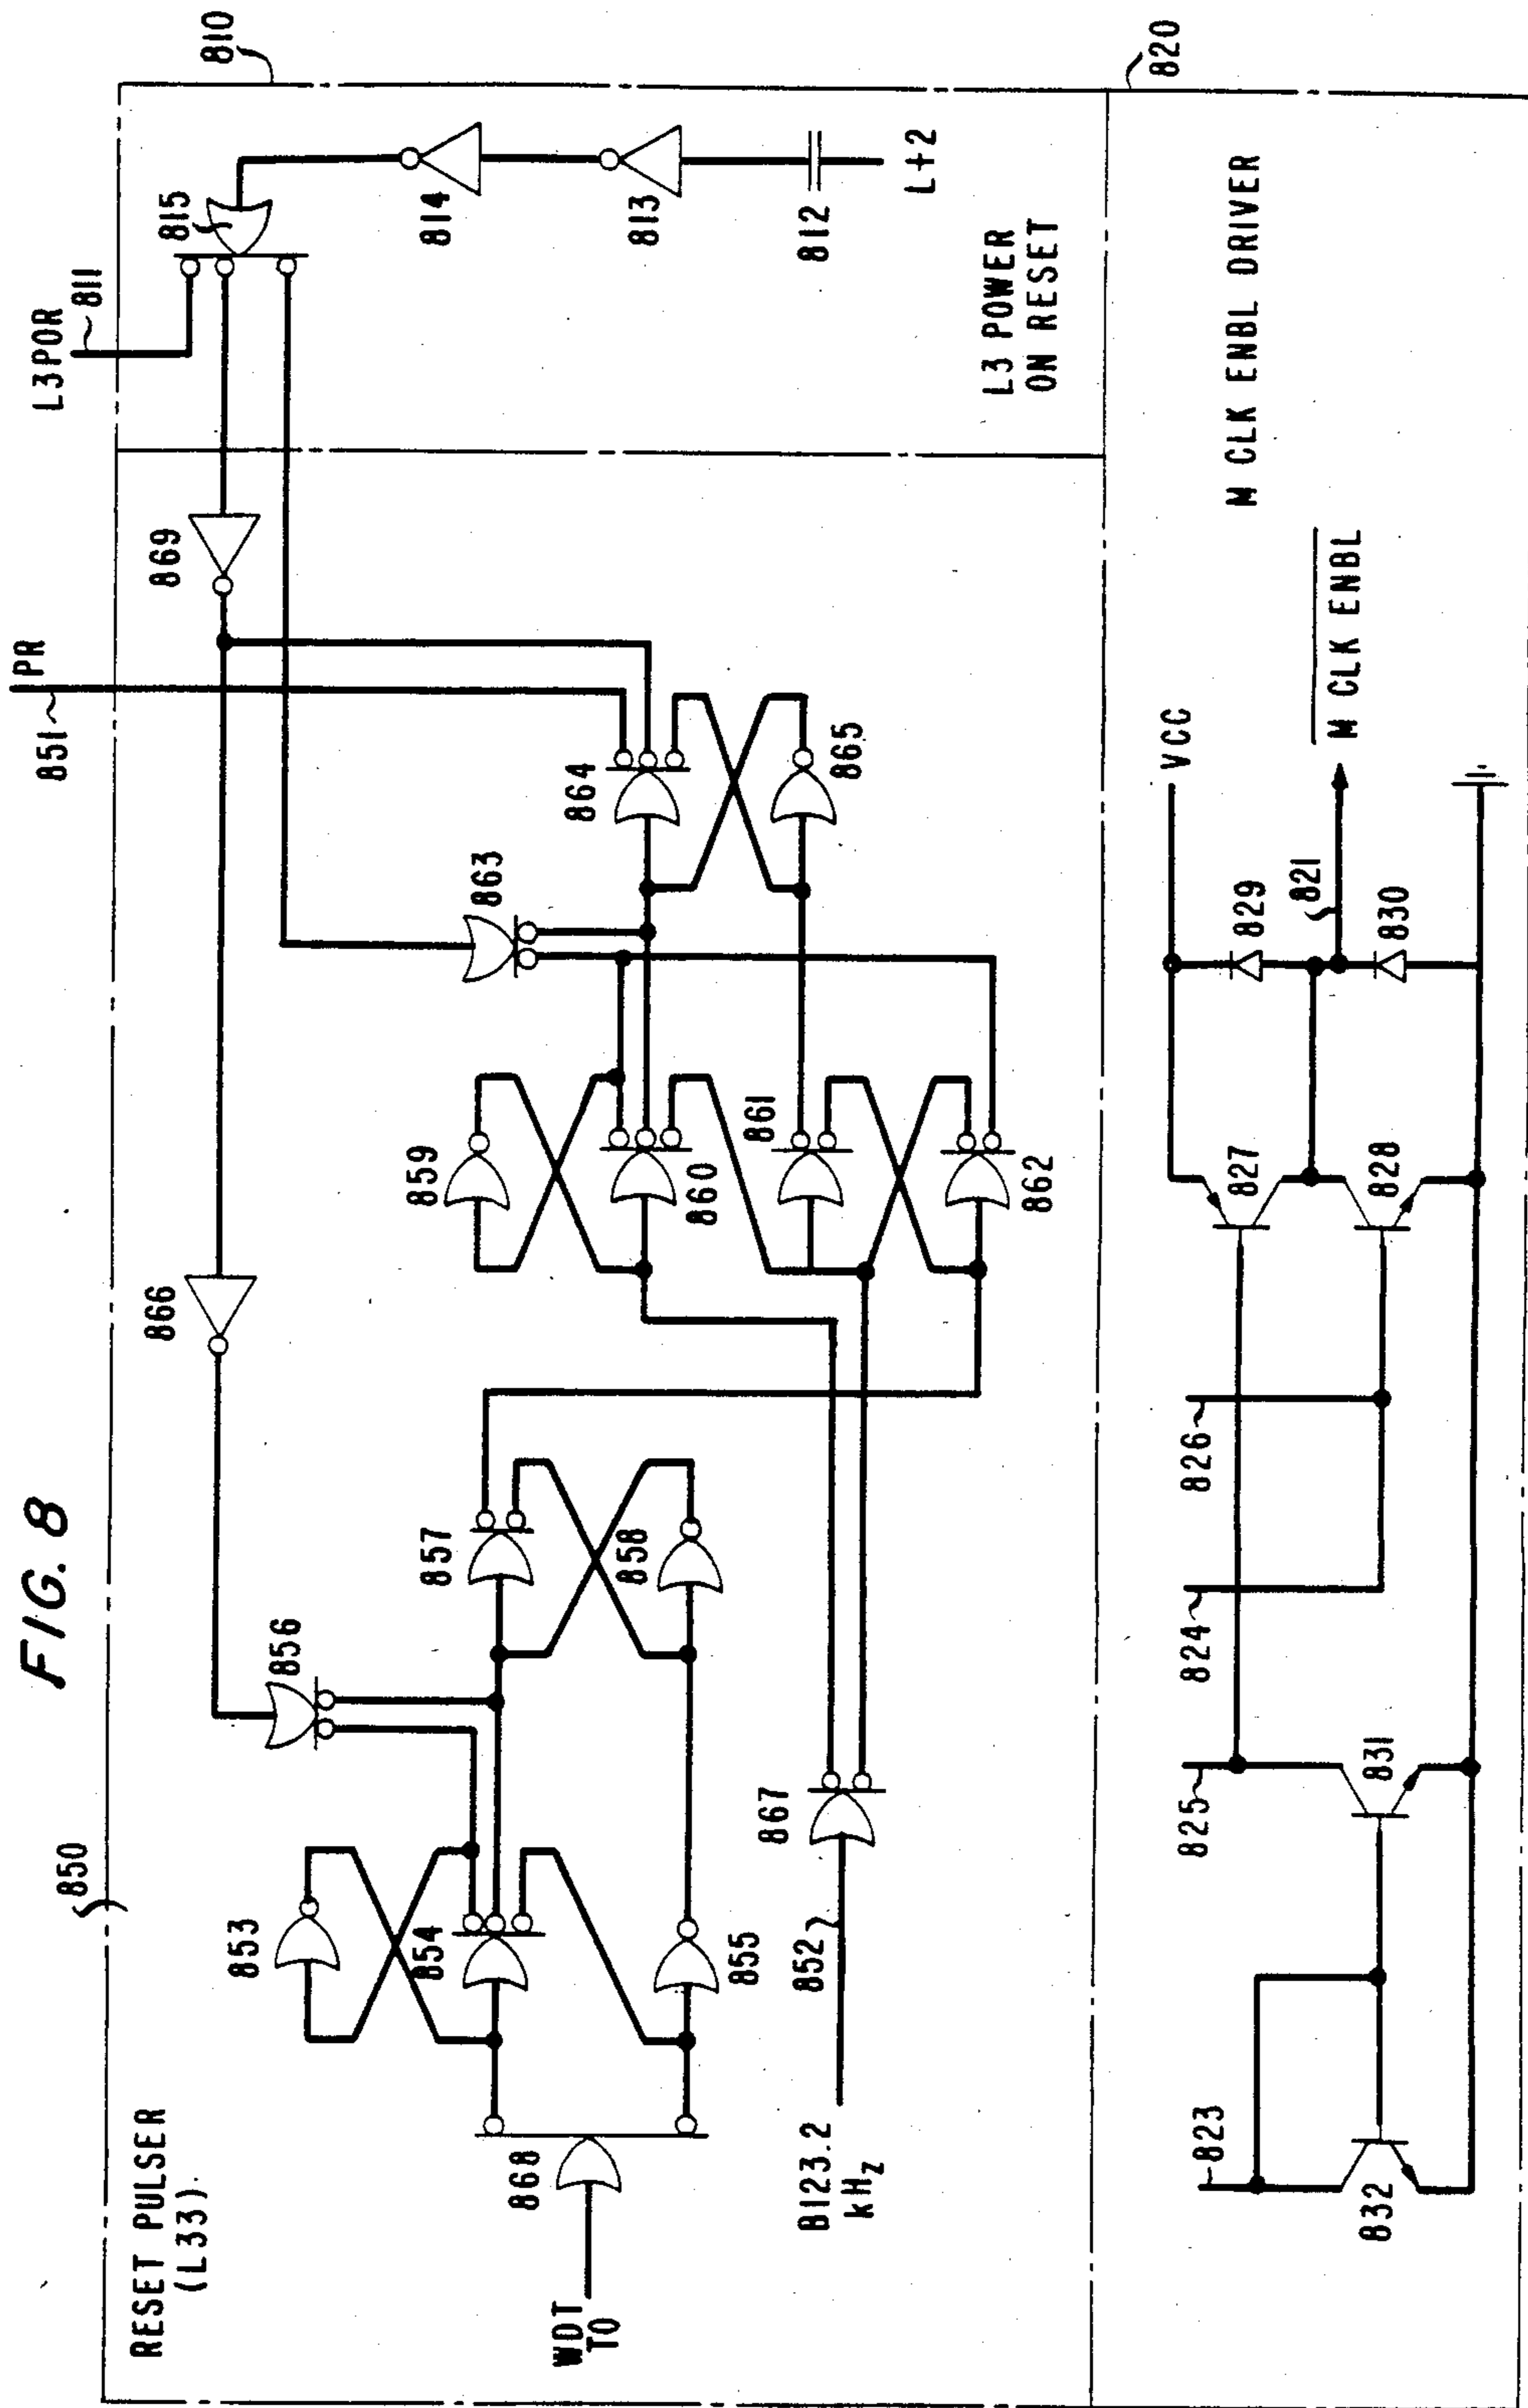 FIG. 8
850
RESET PULSER
(L33)
WDT
TO
868
853
854
855
856
857
858
866
B123.2
kHz
852
867
859
860
861
862
863
864
865
869
851
PR
L3POR
811
815
814
813
812
L+2
L3 POWER
ON RESET
810
820
M CLK ENBL DRIVER
823
832
825
831
824
826
827
828
VCC
829
821
830
M CLK ENBL